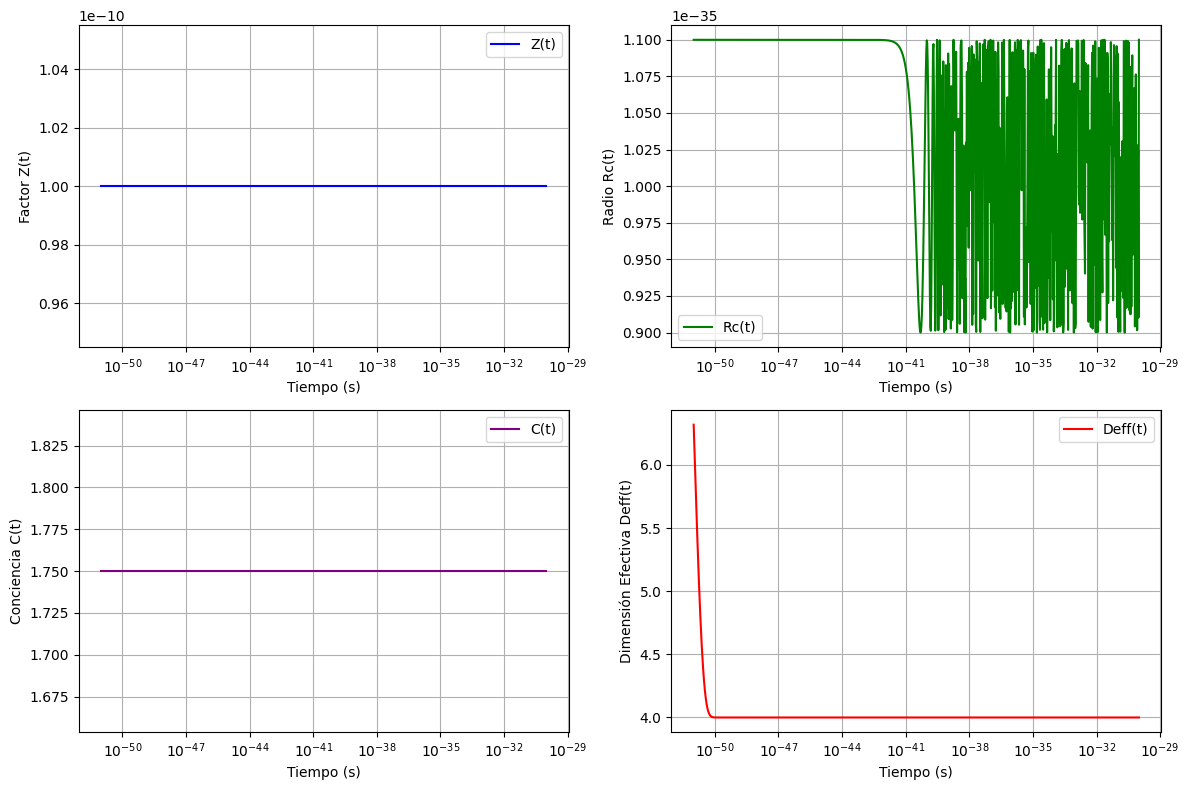 1e−10
Z(t)
Factor Z(t)
1.04
1.02
1.00
0.98
0.96
10⁻⁵⁰ 10⁻⁴⁷ 10⁻⁴⁴ 10⁻⁴¹ 10⁻³⁸ 10⁻³⁵ 10⁻³² 10⁻²⁹
Tiempo (s)
1e−35
Radio Rc(t)
1.100
1.075
1.050
1.025
1.000
0.975
0.950
0.925
0.900
Rc(t)
10⁻⁵⁰ 10⁻⁴⁷ 10⁻⁴⁴ 10⁻⁴¹ 10⁻³⁸ 10⁻³⁵ 10⁻³² 10⁻²⁹
Tiempo (s)
C(t)
Conciencia C(t)
1.825
1.800
1.775
1.750
1.725
1.700
1.675
10⁻⁵⁰ 10⁻⁴⁷ 10⁻⁴⁴ 10⁻⁴¹ 10⁻³⁸ 10⁻³⁵ 10⁻³² 10⁻²⁹
Tiempo (s)
Deff(t)
Dimensión Efectiva Deff(t)
6.0
5.5
5.0
4.5
4.0
10⁻⁵⁰ 10⁻⁴⁷ 10⁻⁴⁴ 10⁻⁴¹ 10⁻³⁸ 10⁻³⁵ 10⁻³² 10⁻²⁹
Tiempo (s)